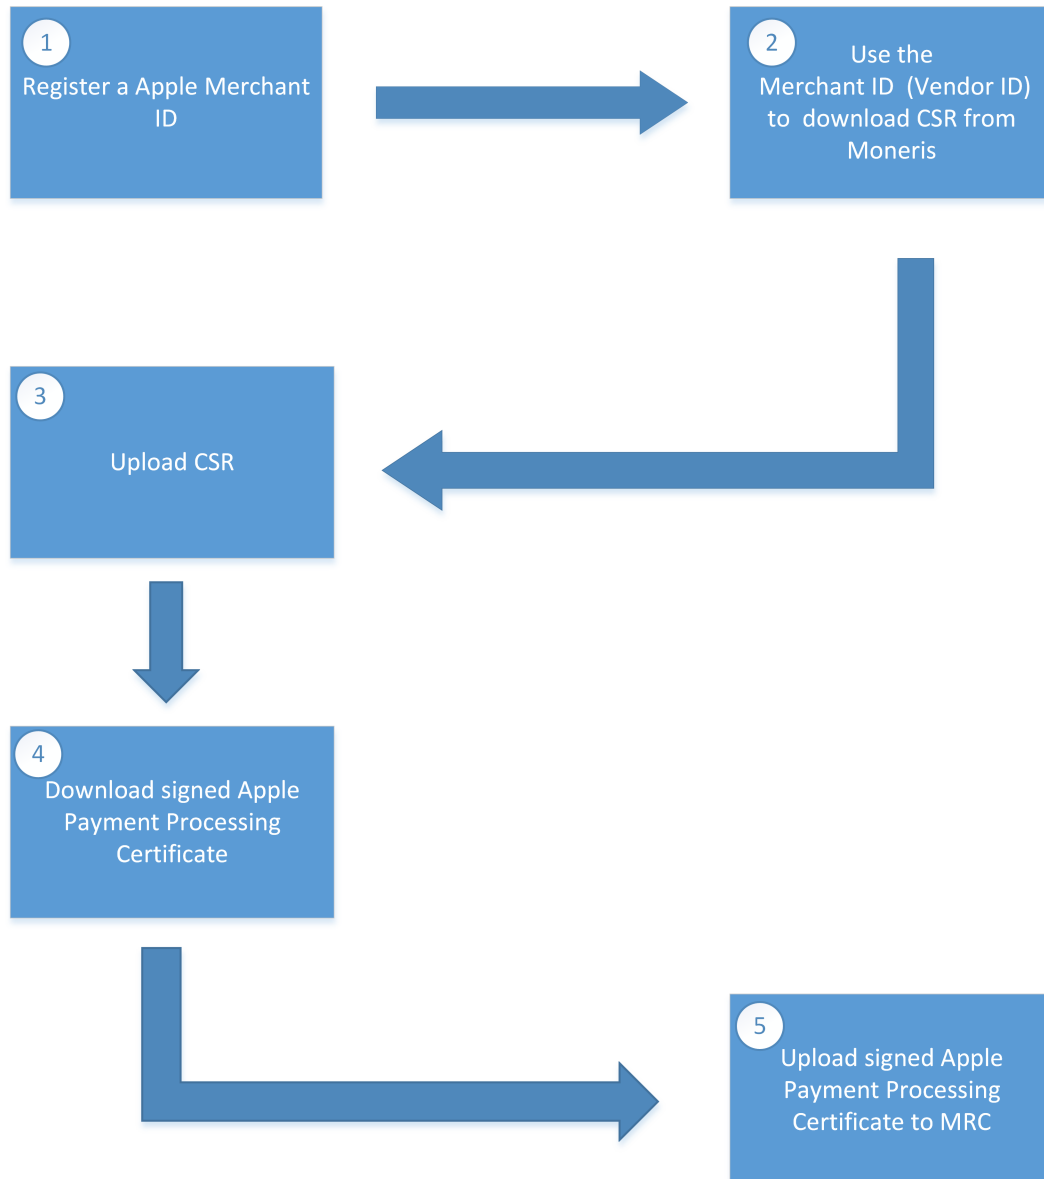 1
Register a Apple Merchant
ID
2
Use the
Merchant ID  (Vendor ID)
to  download CSR from
Moneris
3
Upload CSR
4
Download signed Apple
Payment Processing
Certificate
5
Upload signed Apple
Payment Processing
Certificate to MRC